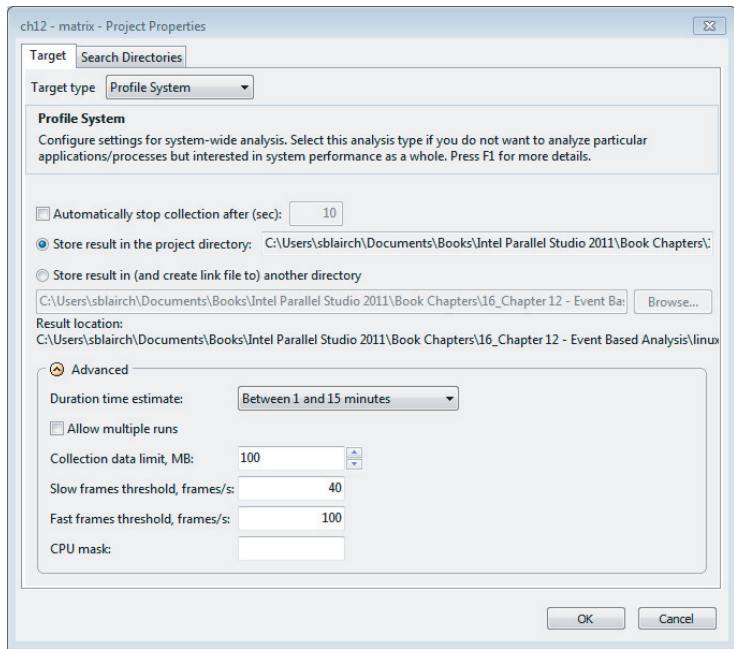 ch12 - matrix - Project Properties
Target
Search Directories
Target type
Profile System
Profile System
Configure settings for system-wide analysis. Select this analysis type if you do not want to analyze particular
applications/processes but interested in system performance as a whole. Press F1 for more details.
Automatically stop collection after (sec): 10
Store result in the project directory: C:\Users\sblairch\Documents\Books\Intel Parallel Studio 2011\Book Chapters\
Store result in (and create link file to) another directory
C:\Users\sblairch\Documents\Books\Intel Parallel Studio 2011\Book Chapters\16_Chapter 12 - Event Ba
Browse...
Result location:
C:\Users\sblairch\Documents\Books\Intel Parallel Studio 2011\Book Chapters\16_Chapter 12 - Event Based Analysis\linux
Advanced
Duration time estimate: Between 1 and 15 minutes
Allow multiple runs
Collection data limit, MB: 100
Slow frames threshold, frames/s: 40
Fast frames threshold, frames/s: 100
CPU mask:
OK
Cancel